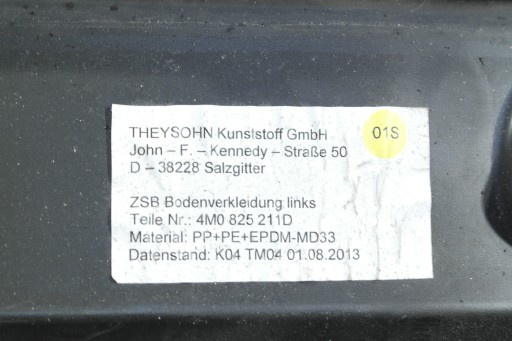 THEYSOHN Kunststoff GmbH
01S
John – F. – Kennedy – Straße 50
D – 38228 Salzgitter
ZSB Bodenverkleidung links
Teile Nr.: 4M0 825 211D
Material: PP+PE+EPDM-MD33
Datenstand: K04 TM04 01.08.2013